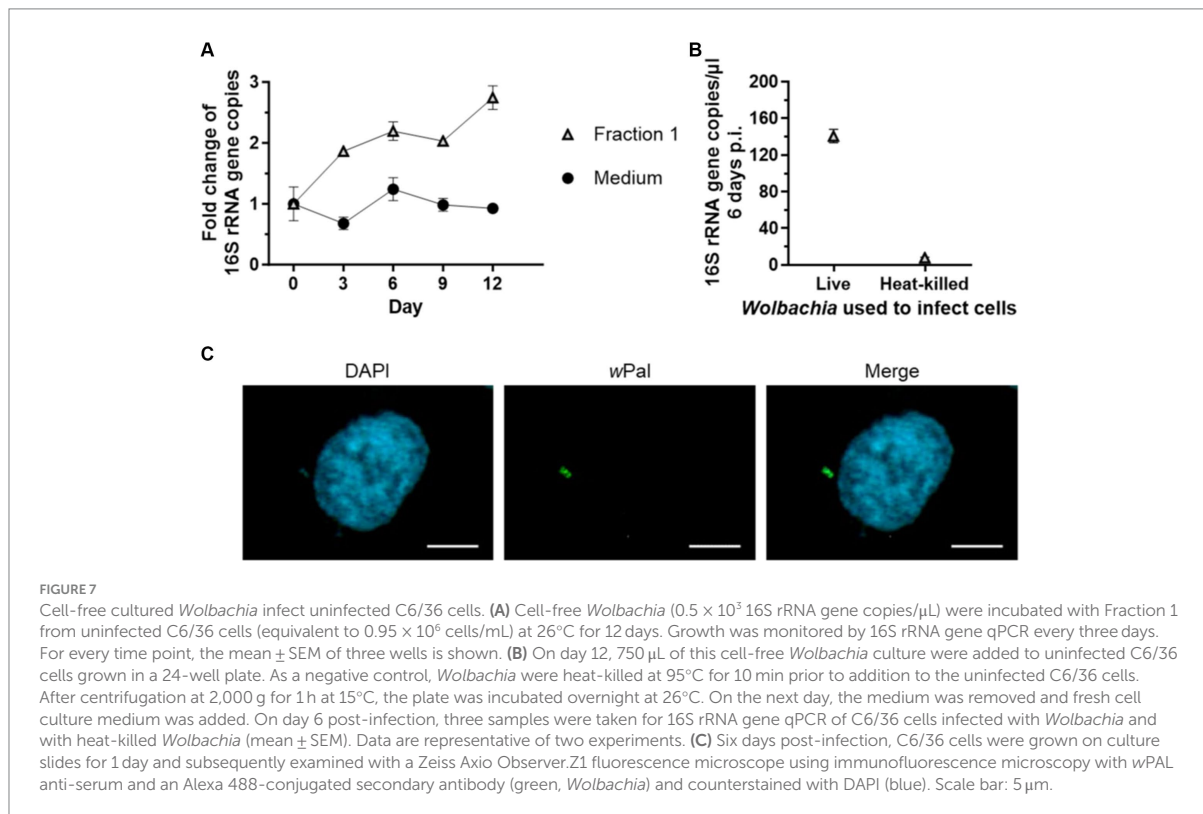 A
Fold change of
16S rRNA gene copies
3
2
1
0
0 3 6 9 12
Day
Fraction 1
Medium
B
16S rRNA gene copies/µl
6 days p.i.
200
160
120
80
40
0
Live Heat-killed
Wolbachia used to infect cells
C
DAPI wPal Merge
FIGURE 7
Cell-free cultured Wolbachia infect uninfected C6/36 cells. (A) Cell-free Wolbachia (0.5 × 10³ 16S rRNA gene copies/µL) were incubated with Fraction 1
from uninfected C6/36 cells (equivalent to 0.95 × 10⁶ cells/mL) at 26°C for 12 days. Growth was monitored by 16S rRNA gene qPCR every three days.
For every time point, the mean ± SEM of three wells is shown. (B) On day 12, 750 µL of this cell-free Wolbachia culture were added to uninfected C6/36
cells grown in a 24-well plate. As a negative control, Wolbachia were heat-killed at 95°C for 10 min prior to addition to the uninfected C6/36 cells.
After centrifugation at 2,000 g for 1 h at 15°C, the plate was incubated overnight at 26°C. On the next day, the medium was removed and fresh cell
culture medium was added. On day 6 post-infection, three samples were taken for 16S rRNA gene qPCR of C6/36 cells infected with Wolbachia and
with heat-killed Wolbachia (mean ± SEM). Data are representative of two experiments. (C) Six days post-infection, C6/36 cells were grown on culture
slides for 1 day and subsequently examined with a Zeiss Axio Observer.Z1 fluorescence microscope using immunofluorescence microscopy with wPAL
anti-serum and an Alexa 488-conjugated secondary antibody (green, Wolbachia) and counterstained with DAPI (blue). Scale bar: 5 µm.